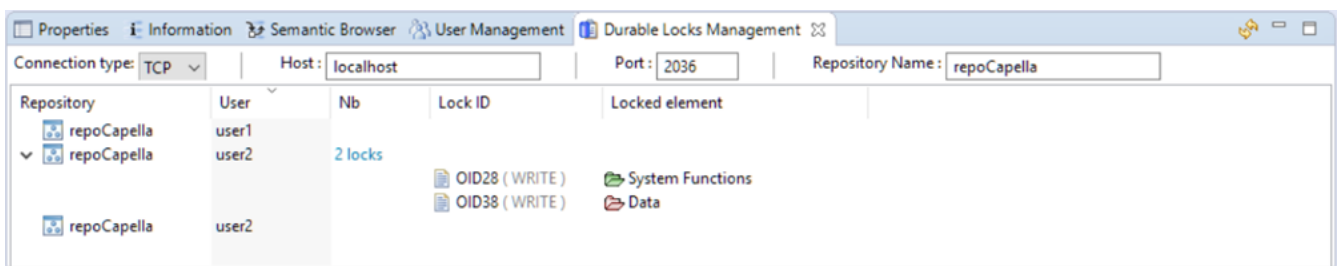 Properties Information Semantic Browser User Management Durable Locks Management
Connection type: TCP Host: localhost Port: 2036 Repository Name: repoCapella
Repository User Nb Lock ID Locked element
repoCapella user1
repoCapella user2 2 locks
OID28 ( WRITE ) System Functions
OID38 ( WRITE ) Data
repoCapella user2